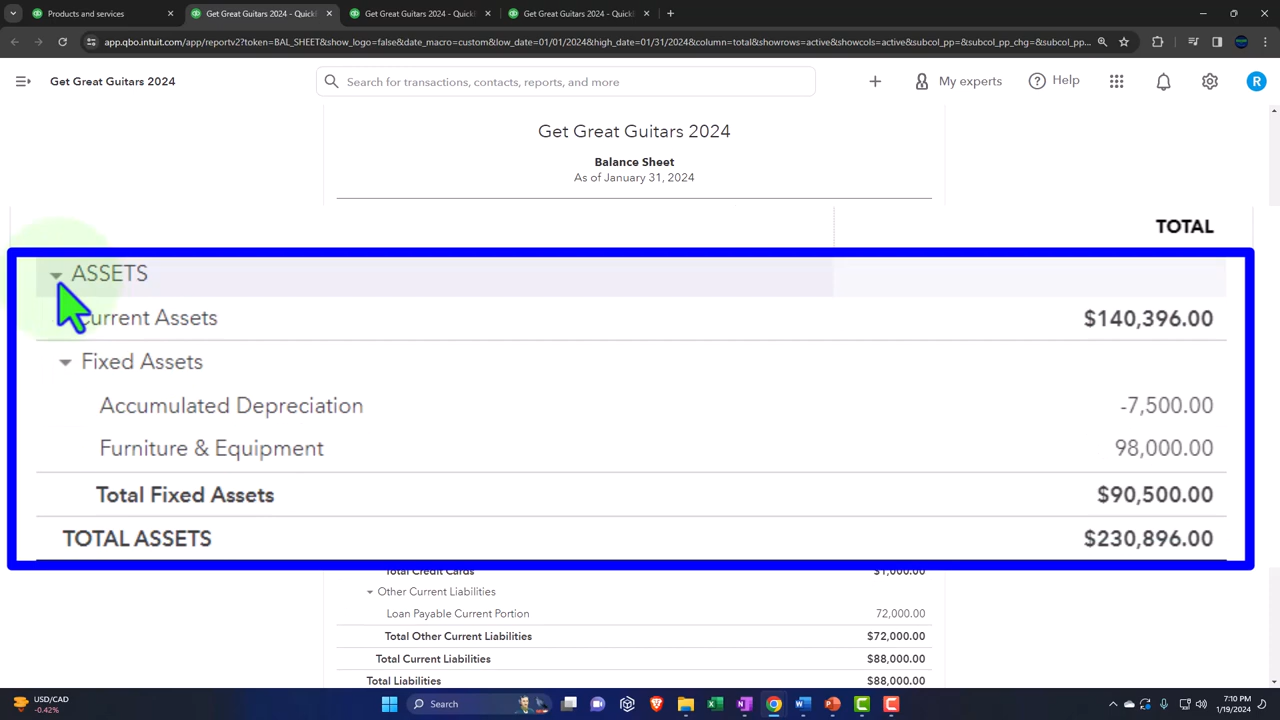 Products and services
Get Great Guitars 2024 - Quick
Get Great Guitars 2024 - Quick
Get Great Guitars 2024 - Quick
app.qbo.intuit.com/app/reportv2?token=BAL_SHEET&show_logo=false&date_macro=custom&low_date=01/01/2024&high_date=01/31/2024&column=total&showrows=active&showcols=active&subcol_pp=&subcol_pp_chg=&subcol_pp...
Get Great Guitars 2024
Search for transactions, contacts, reports, and more
My experts
Help
R
Get Great Guitars 2024
Balance Sheet
As of January 31, 2024
TOTAL
ASSETS
Current Assets $140,396.00
Fixed Assets
Accumulated Depreciation -7,500.00
Furniture & Equipment 98,000.00
Total Fixed Assets $90,500.00
TOTAL ASSETS $230,896.00
Total Credit Cards $1,000.00
Other Current Liabilities
Loan Payable Current Portion 72,000.00
Total Other Current Liabilities $72,000.00
Total Current Liabilities $88,000.00
Total Liabilities $88,000.00
USD/CAD
-0.42%
Search
7:10 PM
1/19/2024